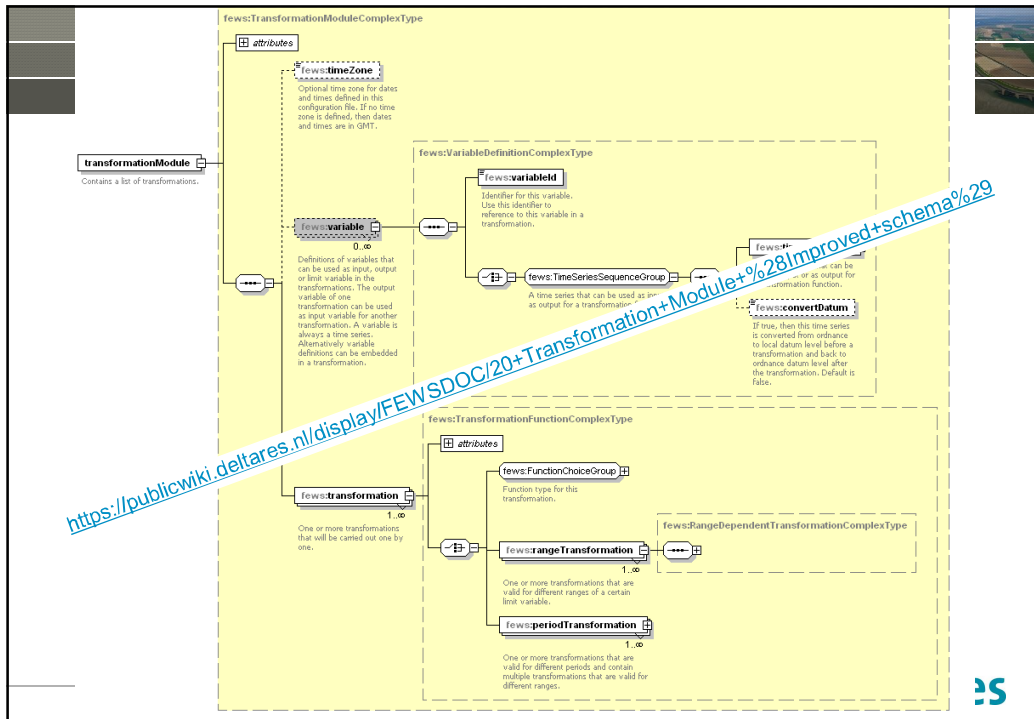 fews:TransformationModuleComplexType
attributes
fews:timeZone
Optional time zone for dates
and times defined in this
configuration file. If no time
zone is defined, then dates
and times are in GMT.
transformationModule
Contains a list of transformations.
fews:VariableDefinitionComplexType
fews:variableId
Identifier for this variable.
Use this identifier to
reference to this variable in a
transformation.
fews:variable
0..∞
Definitions of variables that
can be used as input, output
or limit variable in the
transformations. The output
variable of one
transformation can be used
as input variable for another
transformation. A variable is
always a time series.
Alternatively variable
definitions can be embedded
in a transformation.
fews:TimeSeriesSequenceGroup
A time series that can be used as
as output for a transformation
can be
or as output for
function.
fews:convertDatum
If true, then this time series
is converted from ordnance
to local datum level before a
transformation and back to
ordnance datum level after
the transformation. Default is
false.
https://publicwiki.deltares.nl/display/FEWSDOC/20+Transformation+Module+%28Improved+schema%29
fews:TransformationFunctionComplexType
attributes
fews:FunctionChoiceGroup
Function type for this
transformation.
fews:transformation
1..∞
One or more transformations
that will be carried out one by
one.
fews:RangeDependentTransformationComplexType
fews:rangeTransformation
1..∞
One or more transformations that are
valid for different ranges of a certain
limit variable.
fews:periodTransformation
1..∞
One or more transformations that are
valid for different periods and contain
multiple transformations that are valid for
different ranges.
es